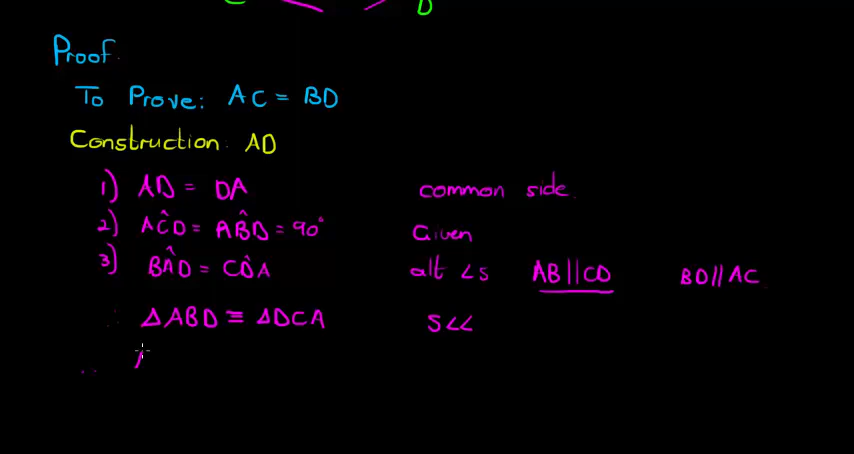 D
Proof.
To Prove: AC = BD
Construction: AD
1) AD = DA common side.
2) AĈD = AB̂D = 90° Given
3) BÂD = CD̂A alt ∠s AB||CD BD||AC
∴ ΔABD ≡ ΔDCA S∠∠